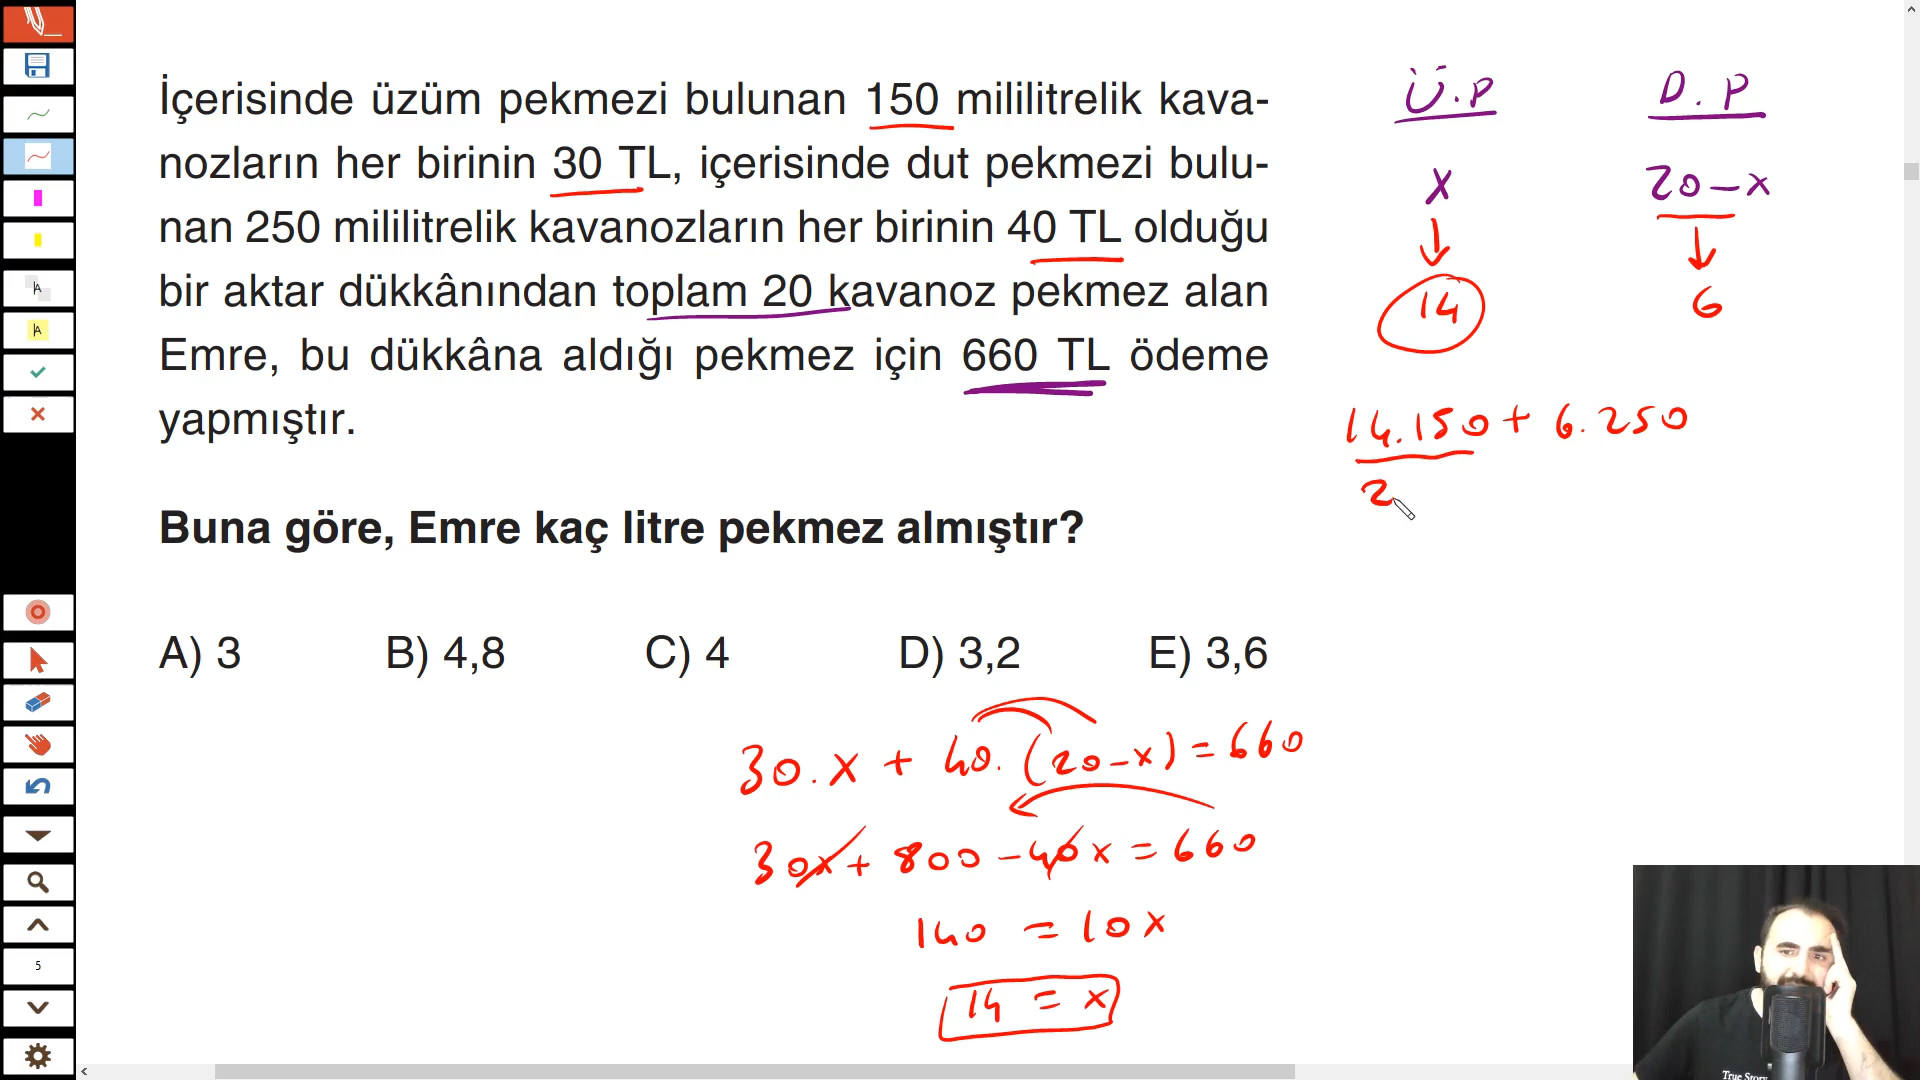 İçerisinde üzüm pekmezi bulunan 150 mililitrelik kava-
nozların her birinin 30 TL, içerisinde dut pekmezi bulu-
nan 250 mililitrelik kavanozların her birinin 40 TL olduğu
bir aktar dükkânından toplam 20 kavanoz pekmez alan
Emre, bu dükkâna aldığı pekmez için 660 TL ödeme
yapmıştır.
Buna göre, Emre kaç litre pekmez almıştır?
A) 3 B) 4,8 C) 4 D) 3,2 E) 3,6
Ü.P D.P
x 20-x
14 6
14.150 + 6.250
2
30.x + 40.(20-x) = 660
30x + 800 - 40x = 660
140 = 10x
14 = x
A
A
5
True Story